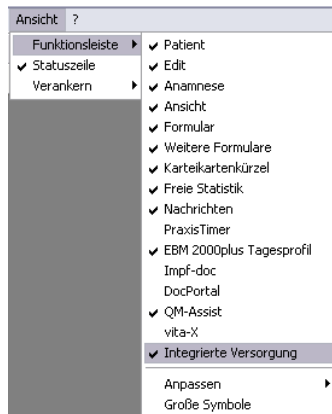 Ansicht ?
Funktionsleiste
Statuszeile
Verankern
Patient
Edit
Anamnese
Ansicht
Formular
Weitere Formulare
Karteikartenkürzel
Freie Statistik
Nachrichten
PraxisTimer
EBM 2000plus Tagesprofil
Impf-doc
DocPortal
QM-Assist
vita-X
Integrierte Versorgung
Anpassen
Große Symbole